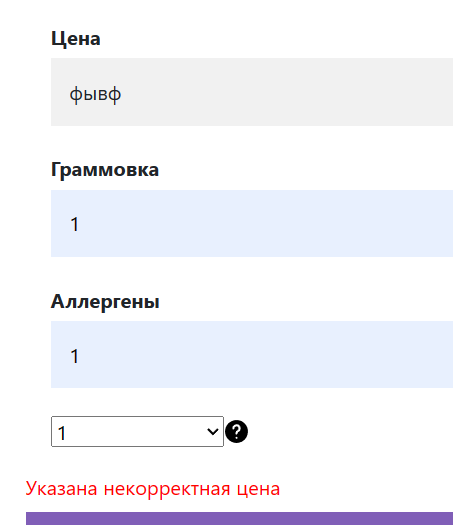 Цена
фывф
Граммовка
1
Аллергены
1
1
?
Указана некорректная цена